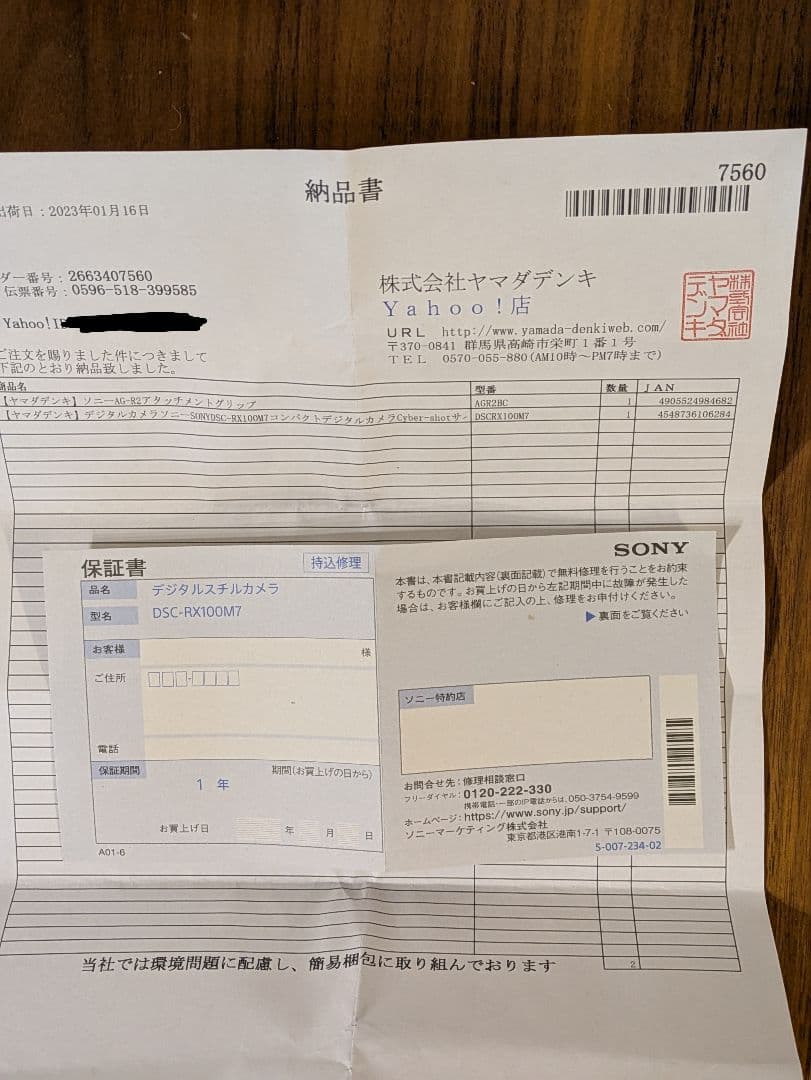 納品書
7560
出荷日：2023年01月16日
ダー番号：2663407560
伝票番号：0596-518-399585
Yahoo!I
株式会社ヤマダデンキ
Yahoo!店
URL http://www.yamada-denkiweb.com/
〒370-0841 群馬県高崎市栄町1番1号
TEL 0570-055-880(AM10時～PM7時まで)
株式会社ヤマダデンキ
ご注文を賜りました件につきまして
下記のとおり納品致しました。
商品名 型番 数量 JAN
【ヤマダデンキ】ソニーAG-R2アタッチメントグリップ AGR2BC 1 4905524984682
【ヤマダデンキ】デジタルカメラソニーSONYDSC-RX100M7コンパクトデジタルカメラCyber-shotサ DSCRX100M7 1 4548736106284
保証書
持込修理
品名 デジタルスチルカメラ
型名 DSC-RX100M7
お客様 様
ご住所
電話
保証期間 期間(お買上げの日から)
1 年
お買上げ日 年 月 日
A01-6
SONY
本書は、本書記載内容(裏面記載)で無料修理を行うことをお約束
するものです。お買上げの日から左記期間中に故障が発生した
場合は、お客様欄にご記入の上、修理をお申付けください。
▶裏面をご覧ください
ソニー特約店
お問合せ先：修理相談窓口
フリーダイヤル：0120-222-330
携帯電話・一部のIP電話からは、050-3754-9599
ホームページ：https://www.sony.jp/support/
ソニーマーケティング株式会社
東京都港区港南1-7-1 〒108-0075
5-007-234-02
当社では環境問題に配慮し、簡易梱包に取り組んでおります
2